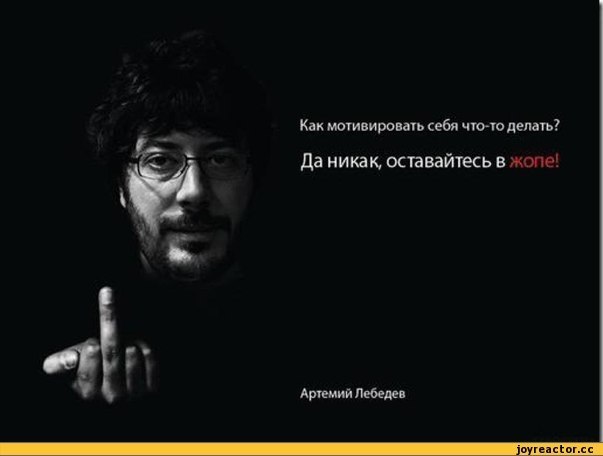 Как мотивировать себя что-то делать?
Да никак, оставайтесь в жопе!
Артемий Лебедев
joyreactor.cc